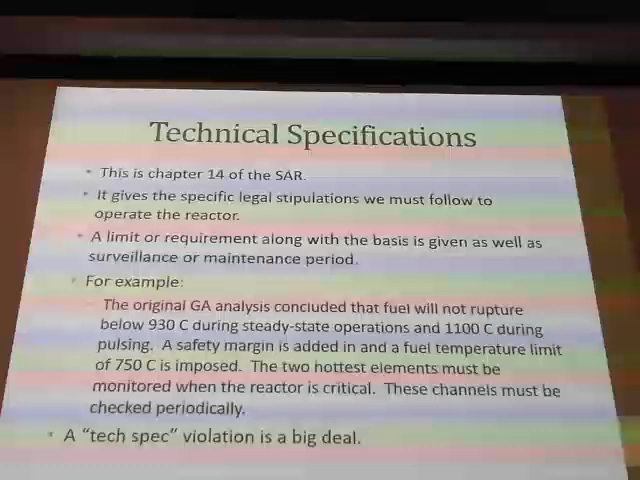 Technical Specifications
• This is chapter 14 of the SAR.
• It gives the specific legal stipulations we must follow to
operate the reactor.
• A limit or requirement along with the basis is given as well as
surveillance or maintenance period.
• For example:
– The original GA analysis concluded that fuel will not rupture
below 930 C during steady-state operations and 1100 C during
pulsing. A safety margin is added in and a fuel temperature limit
of 750 C is imposed. The two hottest elements must be
monitored when the reactor is critical. These channels must be
checked periodically.
• A “tech spec” violation is a big deal.